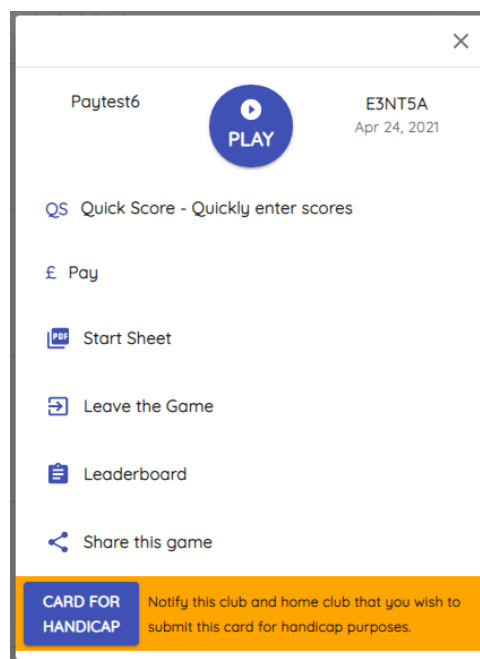 Paytest6
PLAY
E3NT5A
Apr 24, 2021
QS Quick Score - Quickly enter scores
£ Pay
PDF Start Sheet
Leave the Game
Leaderboard
Share this game
CARD FOR
HANDICAP
Notify this club and home club that you wish to
submit this card for handicap purposes.